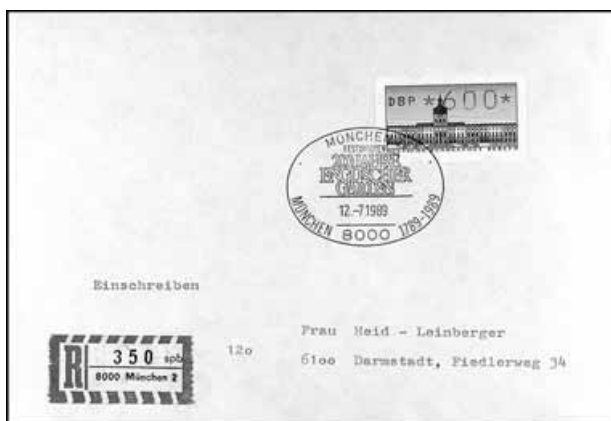 DBP *600*
MÜNCHEN
200 JAHRE
ENGLISCHER
GARTEN
12.-7.1989
MÜNCHEN 8000 1789-1989
Einschreiben
R 350 spb
8000 München 2
12o
Frau Heid - Leinberger
61oo Darmstadt, Fiedlerweg 34